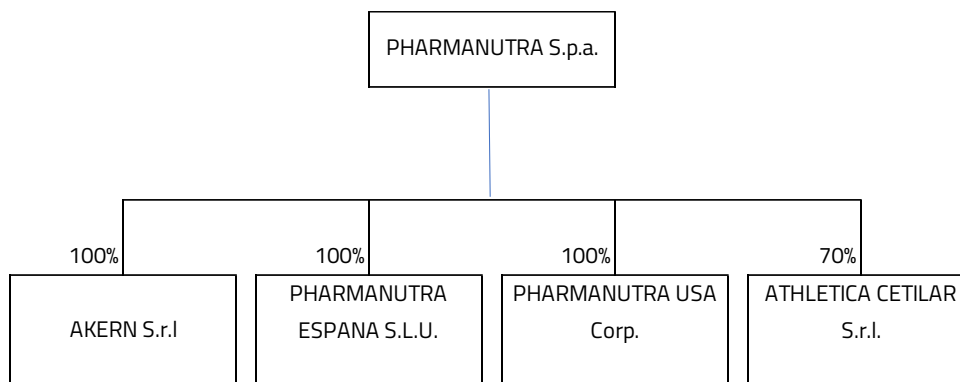 PHARMANUTRA S.p.a.
100%
100%
100%
70%
AKERN S.r.l
PHARMANUTRA
ESPANA S.L.U.
PHARMANUTRA USA
Corp.
ATHLETICA CETILAR
S.r.l.